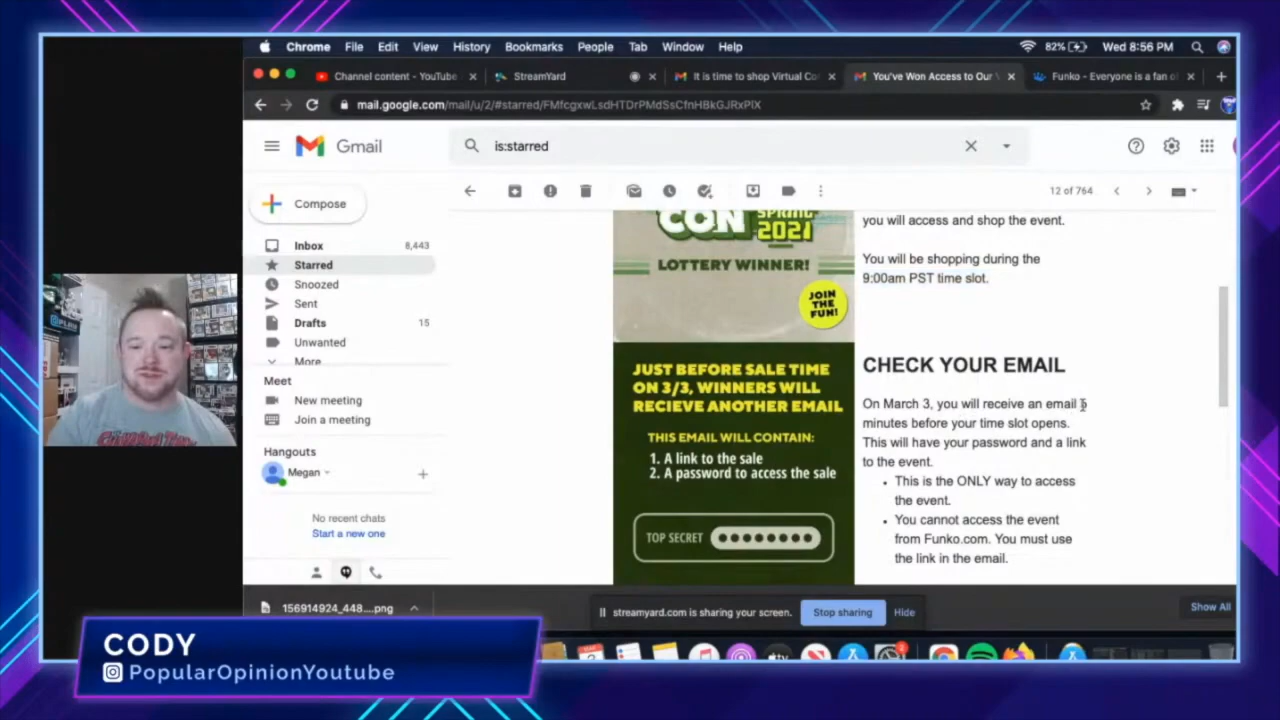 Chrome File Edit View History Bookmarks People Tab Window Help
82% Wed 8:56 PM
Channel content - YouTube
StreamYard
It is time to shop Virtual Co
You've Won Access to Our V
Funko - Everyone is a fan o
mail.google.com/mail/u/2/#starred/FMfcgxwLsdHTDrPMdSsCfnHBkGJRxPlX
Gmail
is:starred
Compose
12 of 764
Inbox 8,443
Starred
Snoozed
Sent
Drafts 15
Unwanted
More
Meet
New meeting
Join a meeting
Hangouts
Megan
No recent chats
Start a new one
CON SPRING
2021
LOTTERY WINNER!
JOIN
THE
FUN!
JUST BEFORE SALE TIME
ON 3/3, WINNERS WILL
RECIEVE ANOTHER EMAIL
THIS EMAIL WILL CONTAIN:
1. A link to the sale
2. A password to access the sale
TOP SECRET
you will access and shop the event.
You will be shopping during the
9:00am PST time slot.
CHECK YOUR EMAIL
On March 3, you will receive an email
minutes before your time slot opens.
This will have your password and a link
to the event.
• This is the ONLY way to access
the event.
• You cannot access the event
from Funko.com. You must use
the link in the email.
156914924_448....png
streamyard.com is sharing your screen.
Stop sharing
Hide
Show All
CODY
PopularOpinionYoutube